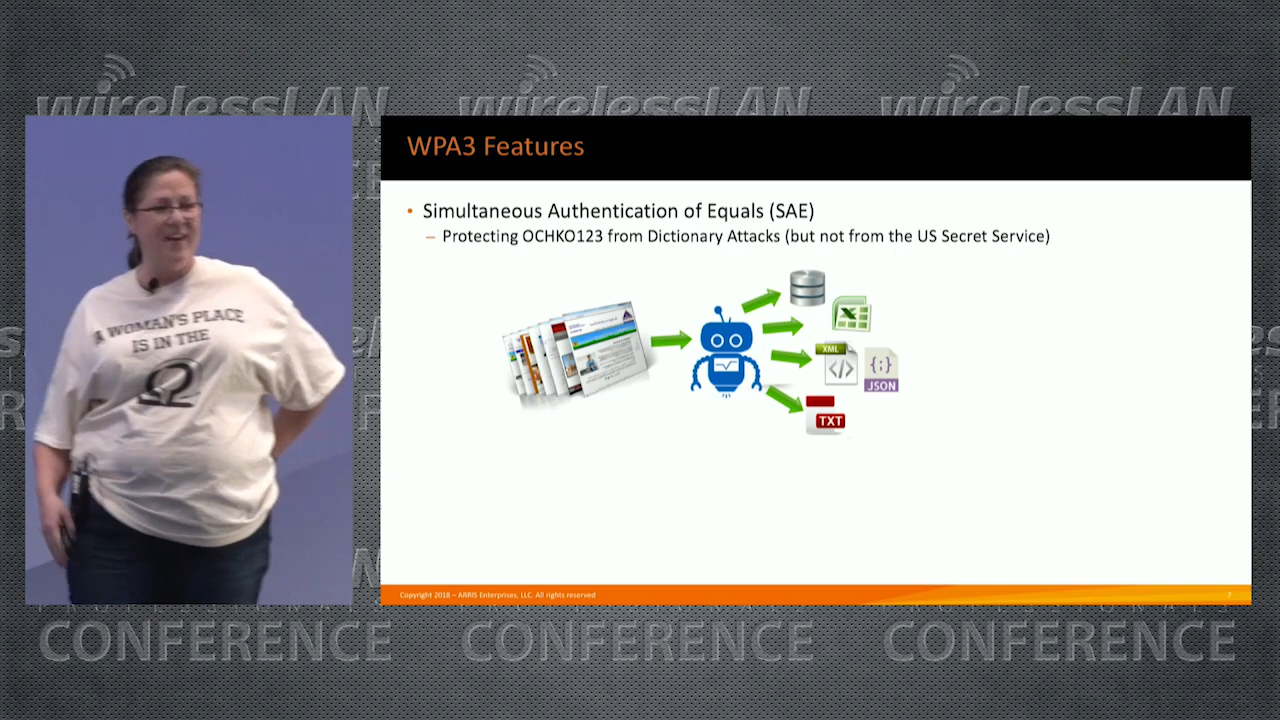 wirelessLAN wirelessLAN wirelessLAN
WPA3 Features
• Simultaneous Authentication of Equals (SAE)
– Protecting OCHKO123 from Dictionary Attacks (but not from the US Secret Service)
A WOMAN'S PLACE
IS IN THE
Ω
XML
</>
{;}
JSON
TXT
Copyright 2018 – ARRIS Enterprises, LLC. All rights reserved
7
CONFERENCE CONFERENCE CONFERENCE